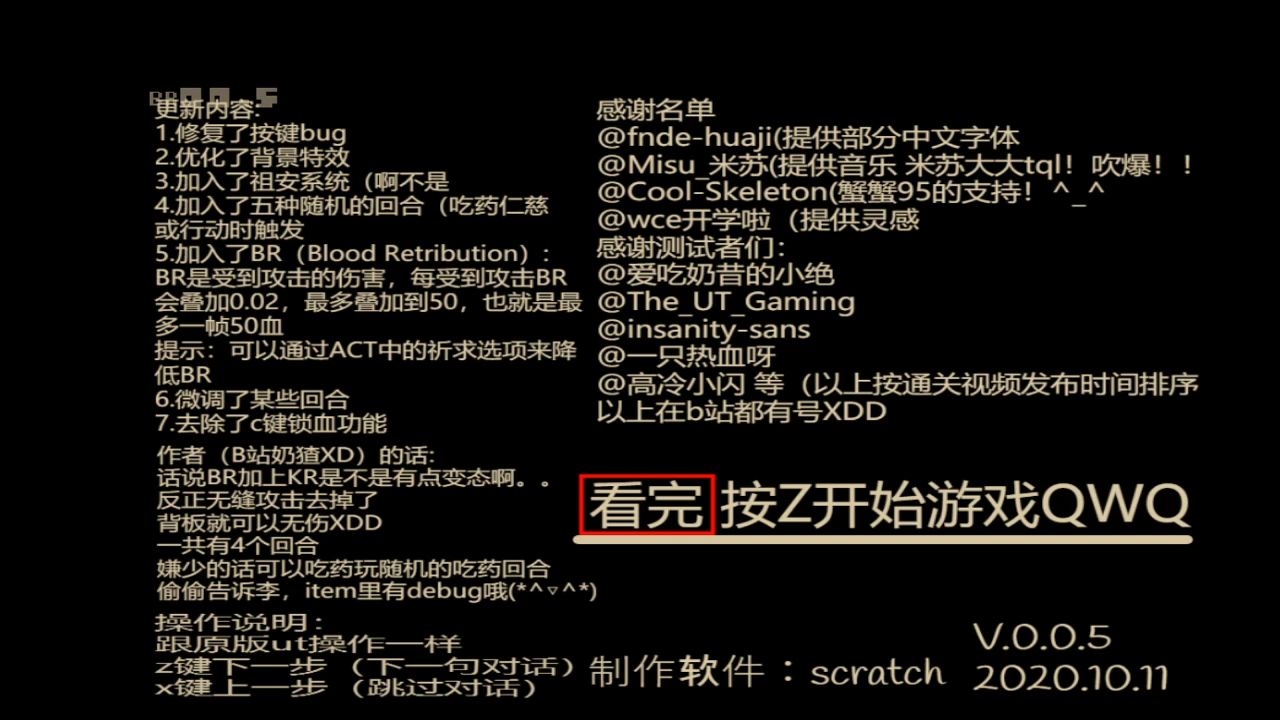 更新内容:
1.修复了按键bug
2.优化了背景特效
3.加入了祖安系统（啊不是
4.加入了五种随机的回合（吃药仁慈
或行动时触发
5.加入了BR（Blood Retribution）:
BR是受到攻击的伤害，每受到攻击BR
会叠加0.02，最多叠加到50，也就是最
多一帧50血
提示：可以通过ACT中的祈求选项来降
低BR
6.微调了某些回合
7.去除了c键锁血功能
作者（B站奶猹XD）的话:
话说BR加上KR是不是有点变态啊。。
反正无缝攻击去掉了
背板就可以无伤XDD
一共有4个回合
嫌少的话可以吃药玩随机的吃药回合
偷偷告诉李，item里有debug哦(*^▽^*)
操作说明:
跟原版ut操作一样
z键下一步（下一句对话）
x键上一步（跳过对话）
感谢名单
@fnde-huaji(提供部分中文字体
@Misu_米苏(提供音乐 米苏大大tql！吹爆！！
@Cool-Skeleton(蟹蟹95的支持！^_^
@wce开学啦（提供灵感
感谢测试者们:
@爱吃奶昔的小绝
@The_UT_Gaming
@insanity-sans
@一只热血呀
@高冷小闪 等（以上按通关视频发布时间排序
以上在b站都有号XDD
看完 按Z开始游戏QWQ
制作软件：scratch
V.0.0.5
2020.10.11